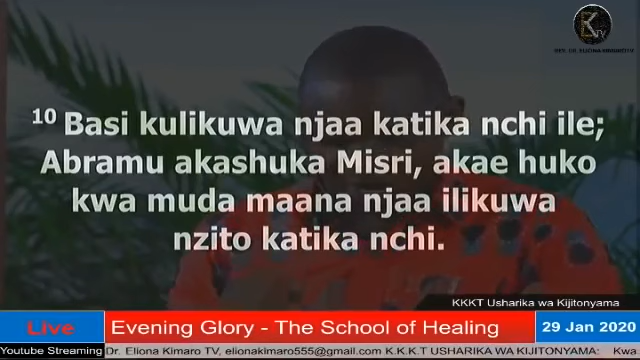 10 Basi kulikuwa njaa katika nchi ile;
Abramu akashuka Misri, akae huko
kwa muda maana njaa ilikuwa
nzito katika nchi.
KKKT Usharika wa Kijitonyama
Live
Evening Glory - The School of Healing
29 Jan 2020
Youtube Streaming
Dr. Eliona Kimaro TV, elionakimaro555@gmail.com, K.K.K.T USHARIKA WA KIJITONYAMA: Kwa